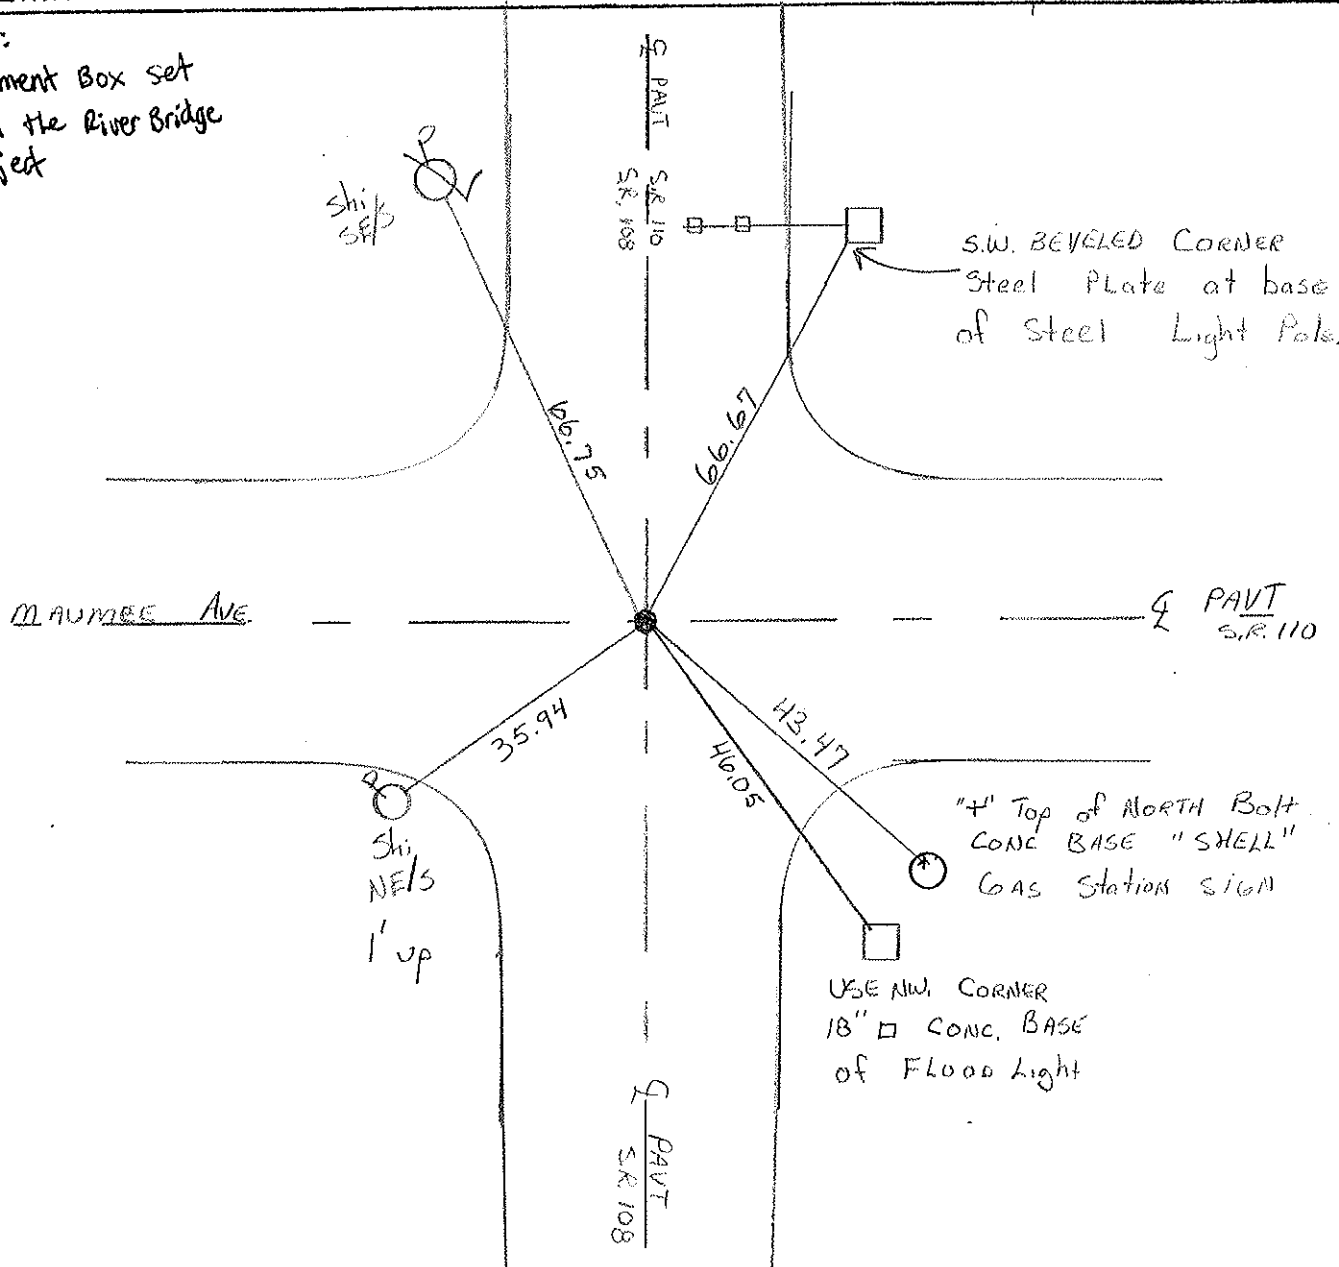 ment Box set
the River Bridge
ject
℄ PAVT
S.R. 110
S.R. 108
Shi
SE/S
S.W. BEVELED CORNER
Steel PLate at base
of Steel Light Pole.
66.75
66.67
MAUMEE AVE.
℄ PAVT
S.R. 110
35.94
43.47
46.05
Shi
NE/S
1' up
"+" Top of NORTH Bolt
CONC BASE "SHELL"
GAS Station SIGN
USE NW. CORNER
18" □ CONC. BASE
of FLOOD Light
℄ PAVT
S.R 108